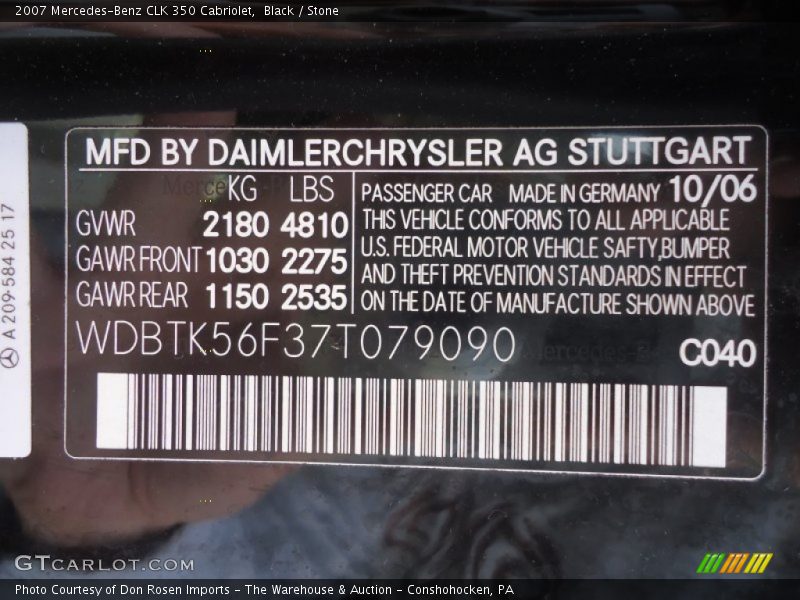 2007 Mercedes-Benz CLK 350 Cabriolet, Black / Stone
A 209 584 25 17
MFD BY DAIMLERCHRYSLER AG STUTTGART
KG LBS
GVWR 2180 4810
GAWR FRONT 1030 2275
GAWR REAR 1150 2535
PASSENGER CAR MADE IN GERMANY 10/06
THIS VEHICLE CONFORMS TO ALL APPLICABLE
U.S. FEDERAL MOTOR VEHICLE SAFTY,BUMPER
AND THEFT PREVENTION STANDARDS IN EFFECT
ON THE DATE OF MANUFACTURE SHOWN ABOVE
WDBTK56F37T079090
C040
GTCARLOT.COM
Photo Courtesy of Don Rosen Imports - The Warehouse & Auction - Conshohocken, PA